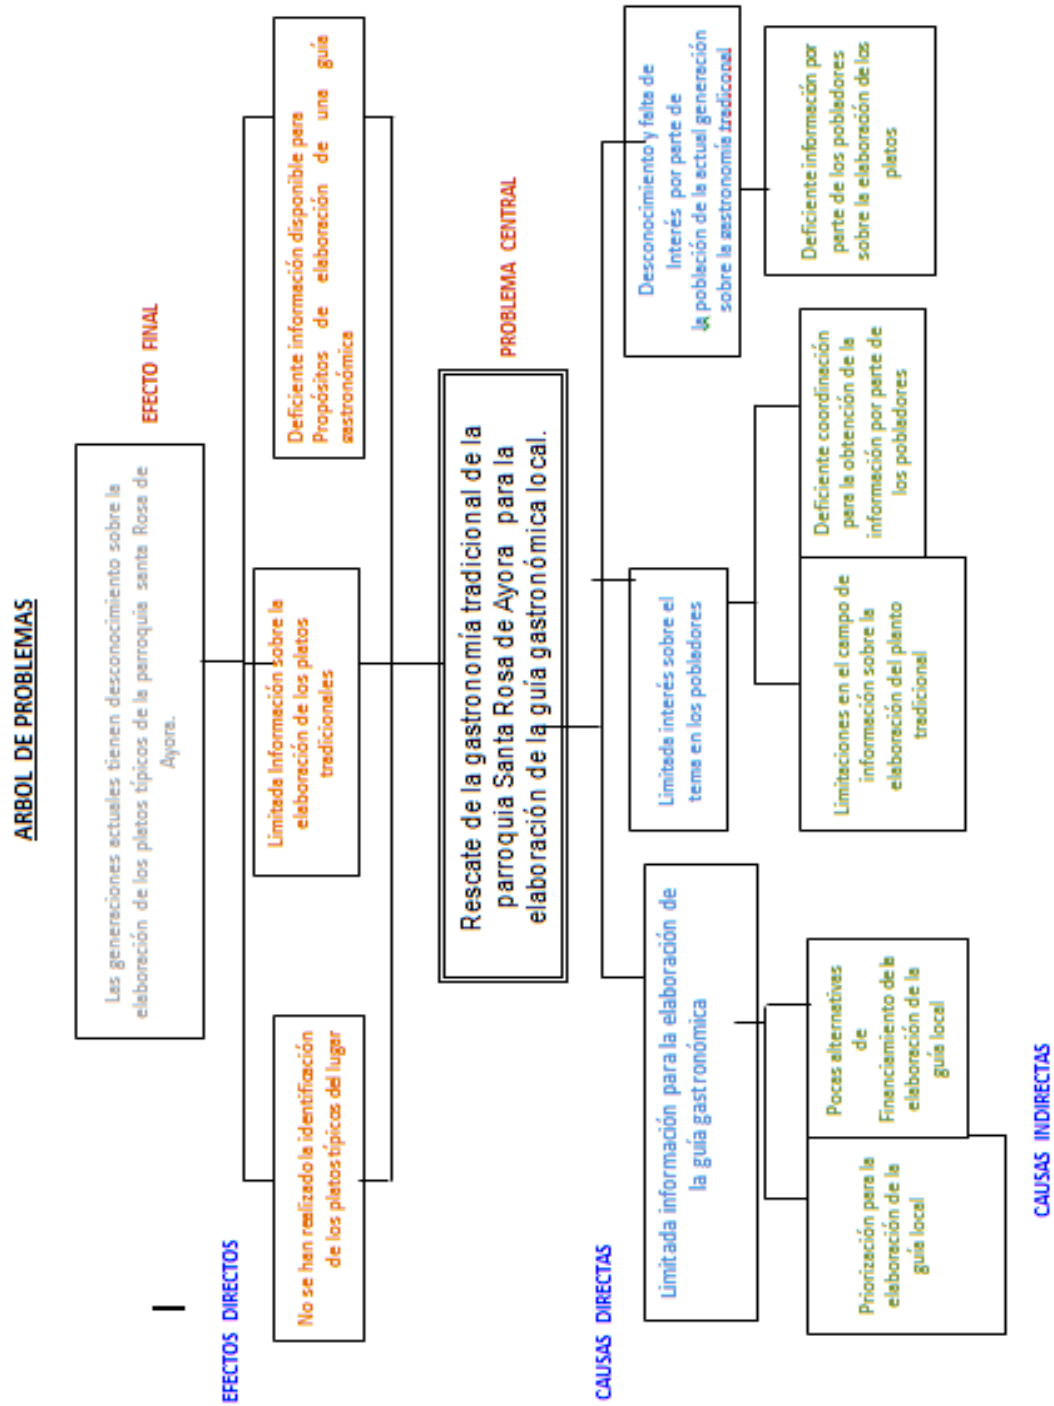 ARBOL DE PROBLEMAS
EFECTO FINAL
Las generaciones actuales tienen desconocimiento sobre la
elaboración de los platos típicos de la parroquia santa Rosa de
Ayora.
EFECTOS DIRECTOS
No se han realizado la identificación
de los platos típicos del lugar
Limitada Información sobre la
elaboración de los platos
tradicionales
Deficiente información disponible para
Propósitos de elaboración de una guía
gastronómica
PROBLEMA CENTRAL
Rescate de la gastronomía tradicional de la
parroquia Santa Rosa de Ayora para la
elaboración de la guía gastronómica local.
CAUSAS DIRECTAS
Limitada información para la elaboración de
la guía gastronómica
Limitada interés sobre el
tema en los pobladores
Desconocimiento y falta de
Interés por parte de
la población de la actual generación
sobre la gastronomía tradiconal
Priorización para la
elaboración de la
guía local
Pocas alternativas
de
Financiamiento de la
elaboración de la
guía local
Limitaciones en el campo de
información sobre la
elaboración del planto
tradicional
Deficiente coordinación
para la obtención de la
información por parte de
los pobladores
Deficiente información por
parte de los pobladores
sobre la elaboración de los
platos
CAUSAS INDIRECTAS